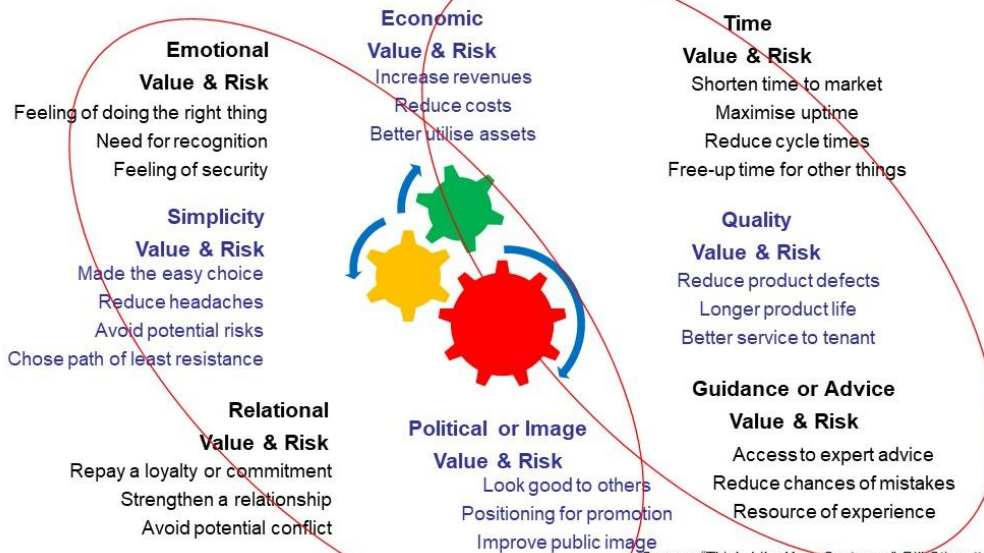 Economic
Value & Risk
Increase revenues
Reduce costs
Better utilise assets
Time
Value & Risk
Shorten time to market
Maximise uptime
Reduce cycle times
Free-up time for other things
Emotional
Value & Risk
Feeling of doing the right thing
Need for recognition
Feeling of security
Simplicity
Value & Risk
Made the easy choice
Reduce headaches
Avoid potential risks
Chose path of least resistance
Quality
Value & Risk
Reduce product defects
Longer product life
Better service to tenant
Relational
Value & Risk
Repay a loyalty or commitment
Strengthen a relationship
Avoid potential conflict
Political or Image
Value & Risk
Look good to others
Positioning for promotion
Improve public image
Guidance or Advice
Value & Risk
Access to expert advice
Reduce chances of mistakes
Resource of experience